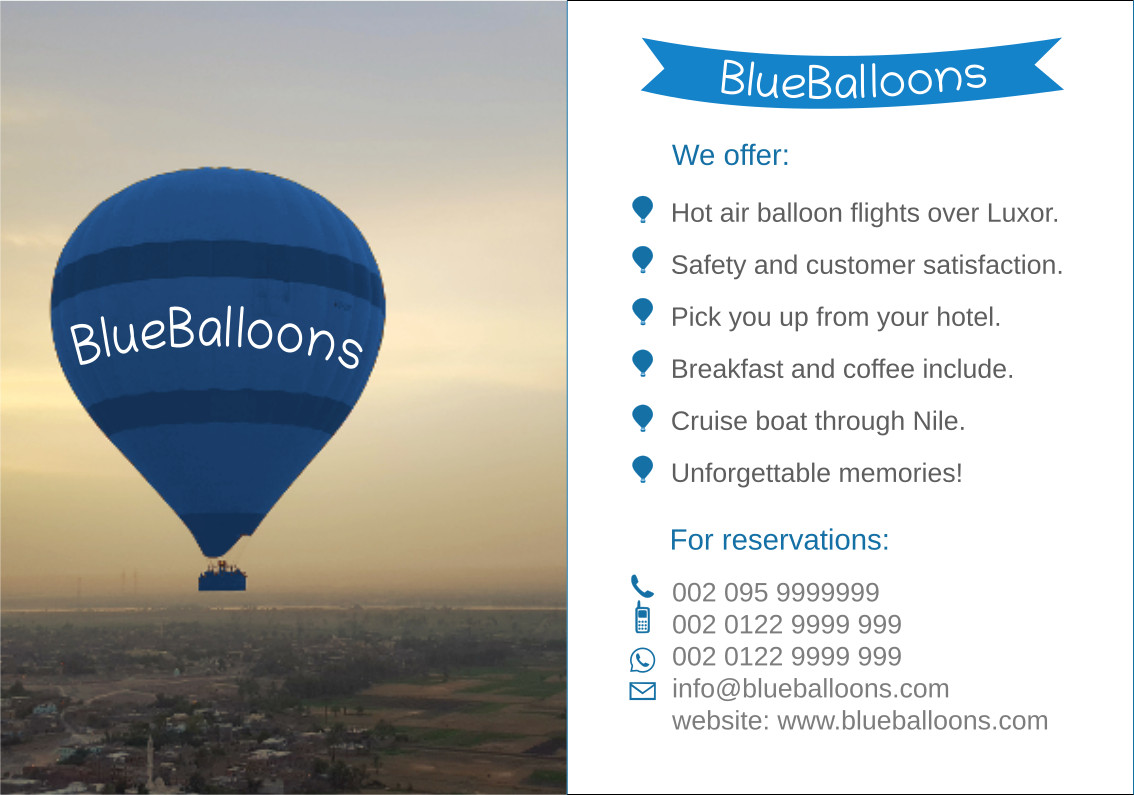 BlueBalloons
BlueBalloons
We offer:
Hot air balloon flights over Luxor.
Safety and customer satisfaction.
Pick you up from your hotel.
Breakfast and coffee include.
Cruise boat through Nile.
Unforgettable memories!
For reservations:
002 095 9999999
002 0122 9999 999
002 0122 9999 999
info@blueballoons.com
website: www.blueballoons.com